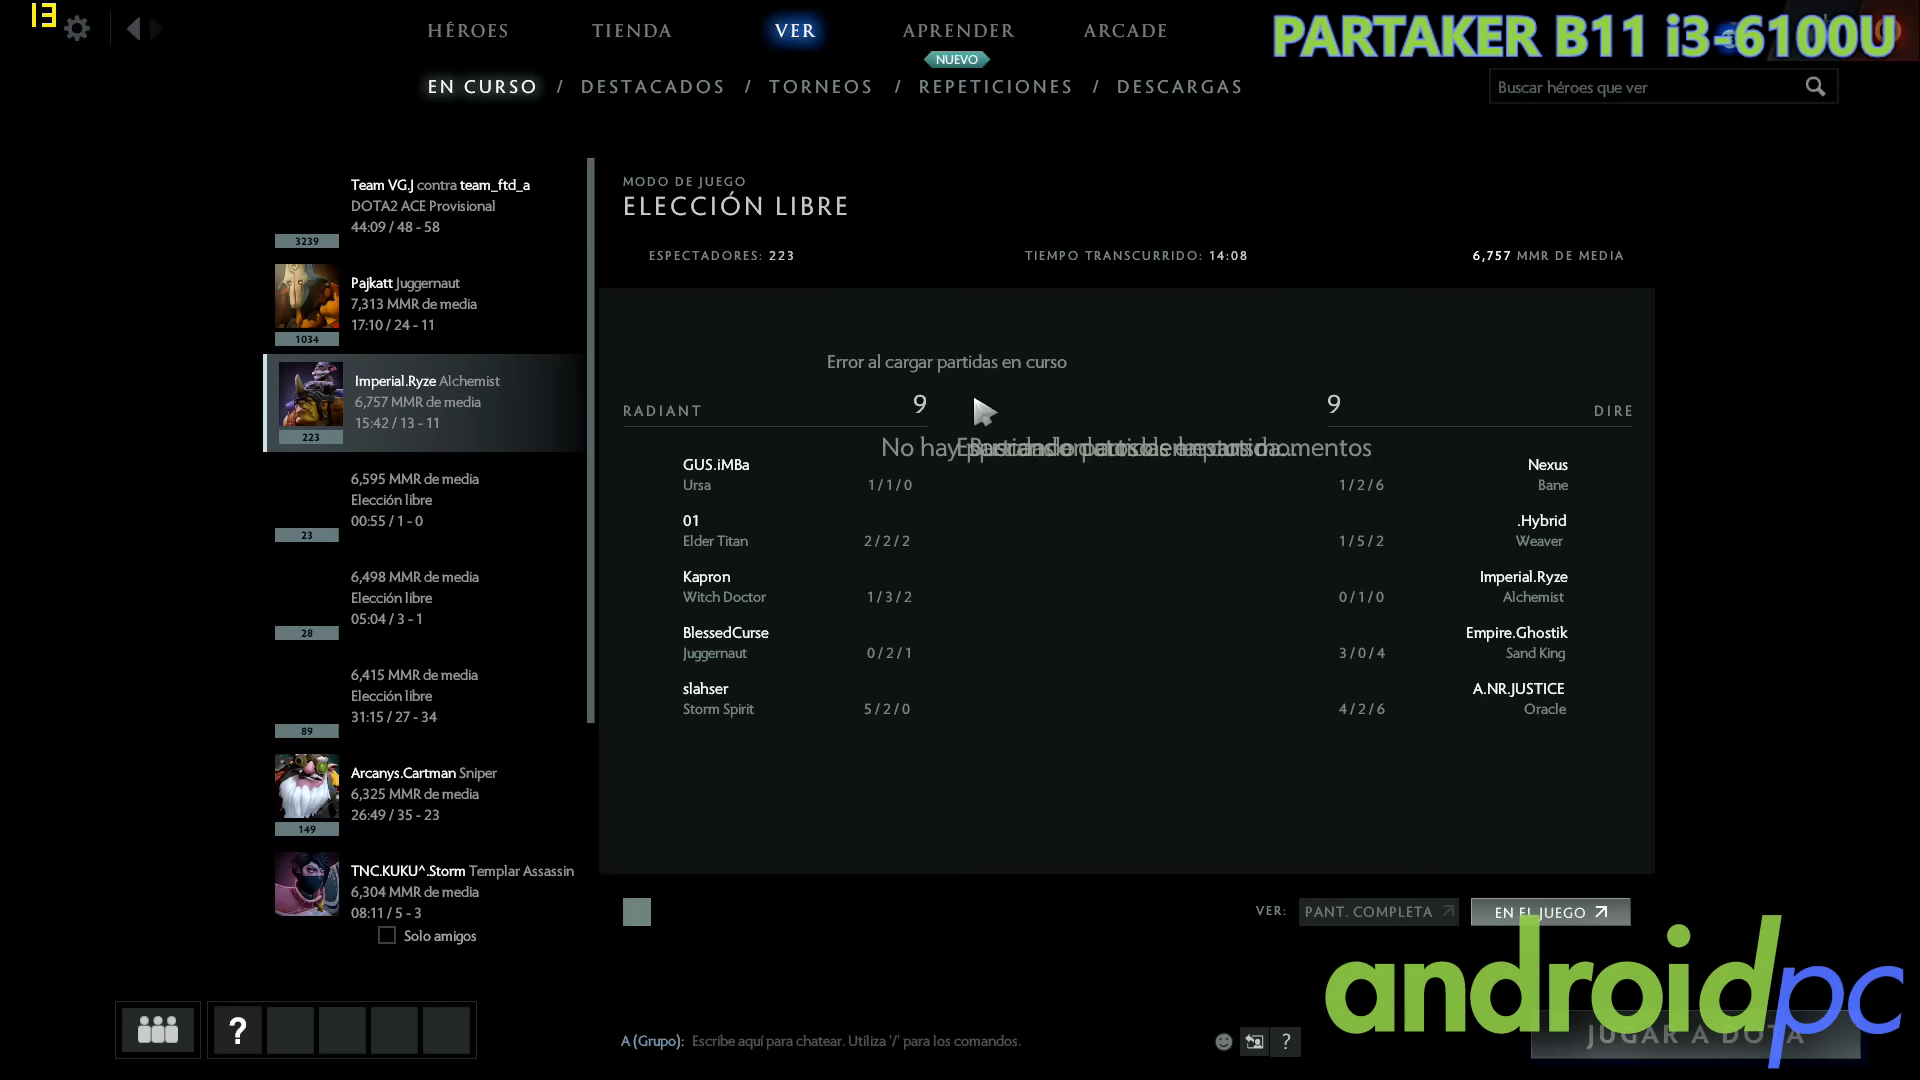 13
HÉROES TIENDA VER APRENDER ARCADE
NUEVO
PARTAKER B11 i3-6100U
EN CURSO / DESTACADOS / TORNEOS / REPETICIONES / DESCARGAS
Buscar héroes que ver
Team VG.J contra team_ftd_a
DOTA2 ACE Provisional
44:09 / 48 - 58
3239
Pajkatt Juggernaut
7,313 MMR de media
17:10 / 24 - 11
1034
Imperial.Ryze Alchemist
6,757 MMR de media
15:42 / 13 - 11
223
6,595 MMR de media
Elección libre
00:55 / 1 - 0
23
6,498 MMR de media
Elección libre
05:04 / 3 - 1
28
6,415 MMR de media
Elección libre
31:15 / 27 - 34
89
Arcanys.Cartman Sniper
6,325 MMR de media
26:49 / 35 - 23
149
TNC.KUKU^.Storm Templar Assassin
6,304 MMR de media
08:11 / 5 - 3
Solo amigos
MODO DE JUEGO
ELECCIÓN LIBRE
ESPECTADORES: 223 TIEMPO TRANSCURRIDO: 14:08 6,757 MMR DE MEDIA
Error al cargar partidas en curso
RADIANT 9 9 DIRE
No hay momentos
GUS.iMBa Nexus
Ursa 1 / 1 / 0 1 / 2 / 6 Bane
01 .Hybrid
Elder Titan 2 / 2 / 2 1 / 5 / 2 Weaver
Kapron Imperial.Ryze
Witch Doctor 1 / 3 / 2 0 / 1 / 0 Alchemist
BlessedCurse Empire.Ghostik
Juggernaut 0 / 2 / 1 3 / 0 / 4 Sand King
slahser A.NR.JUSTICE
Storm Spirit 5 / 2 / 0 4 / 2 / 6 Oracle
VER: PANT. COMPLETA EN EL JUEGO
androidpc
? A (Grupo): Escribe aquí para chatear. Utiliza '/' para los comandos. ?
JUGAR A DOTA